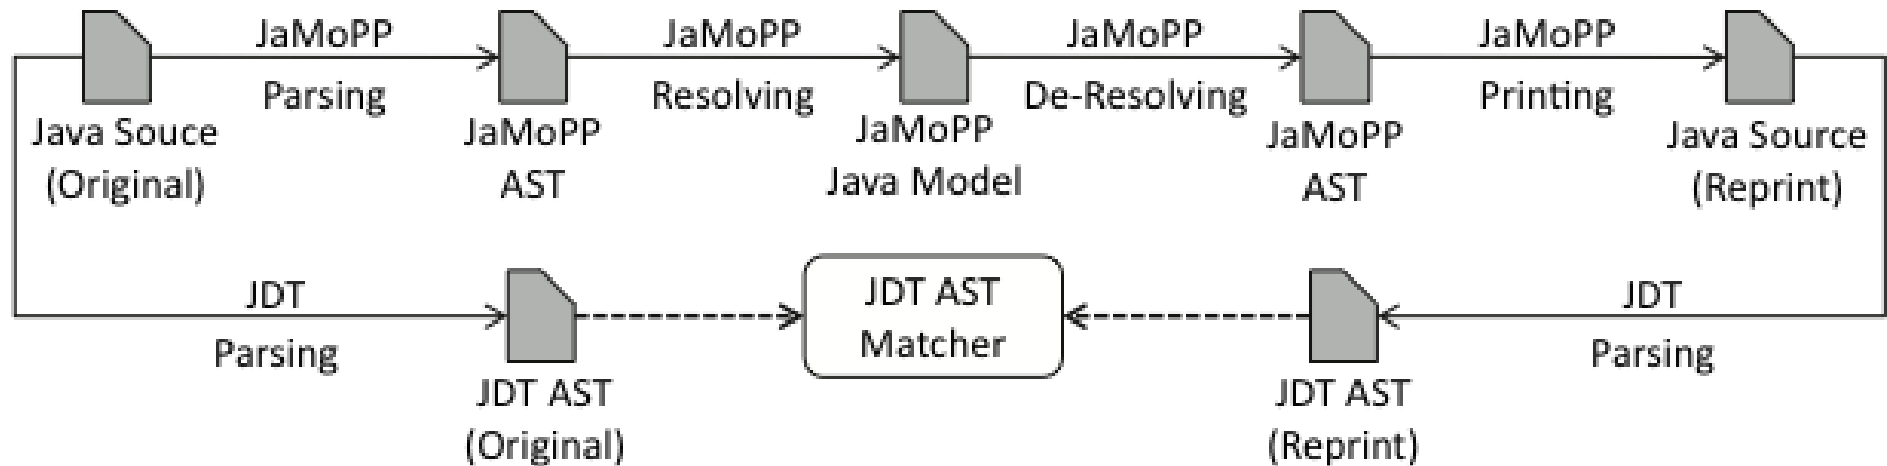 JaMoPP
Parsing
JaMoPP
Resolving
JaMoPP
De-Resolving
JaMoPP
Printing
Java Souce
(Original)
JaMoPP
AST
JaMoPP
Java Model
JaMoPP
AST
Java Source
(Reprint)
JDT
Parsing
JDT AST
(Original)
JDT AST
Matcher
JDT AST
(Reprint)
JDT
Parsing